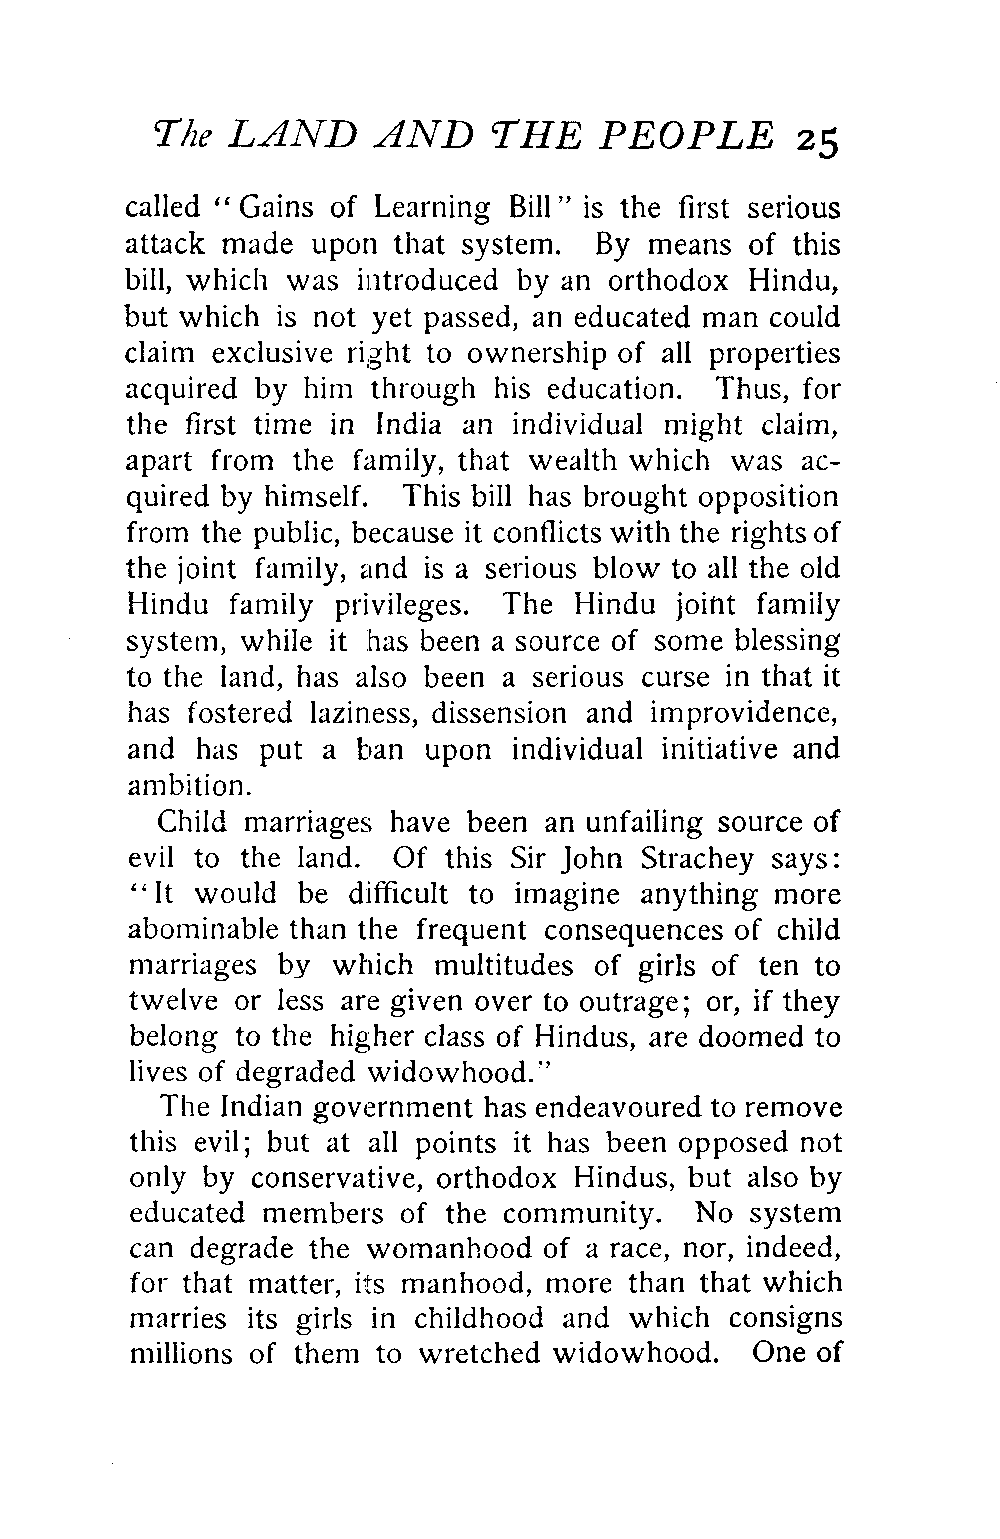 The LAND AND THE PEOPLE 25
called “Gains of Learning Bill” is the first serious
attack made upon that system. By means of this
bill, which was introduced by an orthodox Hindu,
but which is not yet passed, an educated man could
claim exclusive right to ownership of all properties
acquired by him through his education. Thus, for
the first time in India an individual might claim,
apart from the family, that wealth which was ac-
quired by himself. This bill has brought opposition
from the public, because it conflicts with the rights of
the joint family, and is a serious blow to all the old
Hindu family privileges. The Hindu joint family
system, while it has been a source of some blessing
to the land, has also been a serious curse in that it
has fostered laziness, dissension and improvidence,
and has put a ban upon individual initiative and
ambition.
Child marriages have been an unfailing source of
evil to the land. Of this Sir John Strachey says:
“It would be difficult to imagine anything more
abominable than the frequent consequences of child
marriages by which multitudes of girls of ten to
twelve or less are given over to outrage; or, if they
belong to the higher class of Hindus, are doomed to
lives of degraded widowhood.”
The Indian government has endeavoured to remove
this evil; but at all points it has been opposed not
only by conservative, orthodox Hindus, but also by
educated members of the community. No system
can degrade the womanhood of a race, nor, indeed,
for that matter, its manhood, more than that which
marries its girls in childhood and which consigns
millions of them to wretched widowhood. One of